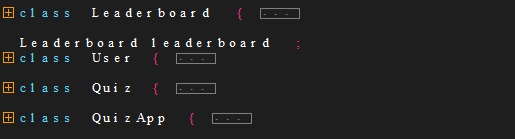 class Leaderboard { ...
Leaderboard leaderboard ;
class User { ...
class Quiz { ...
class QuizApp { ...